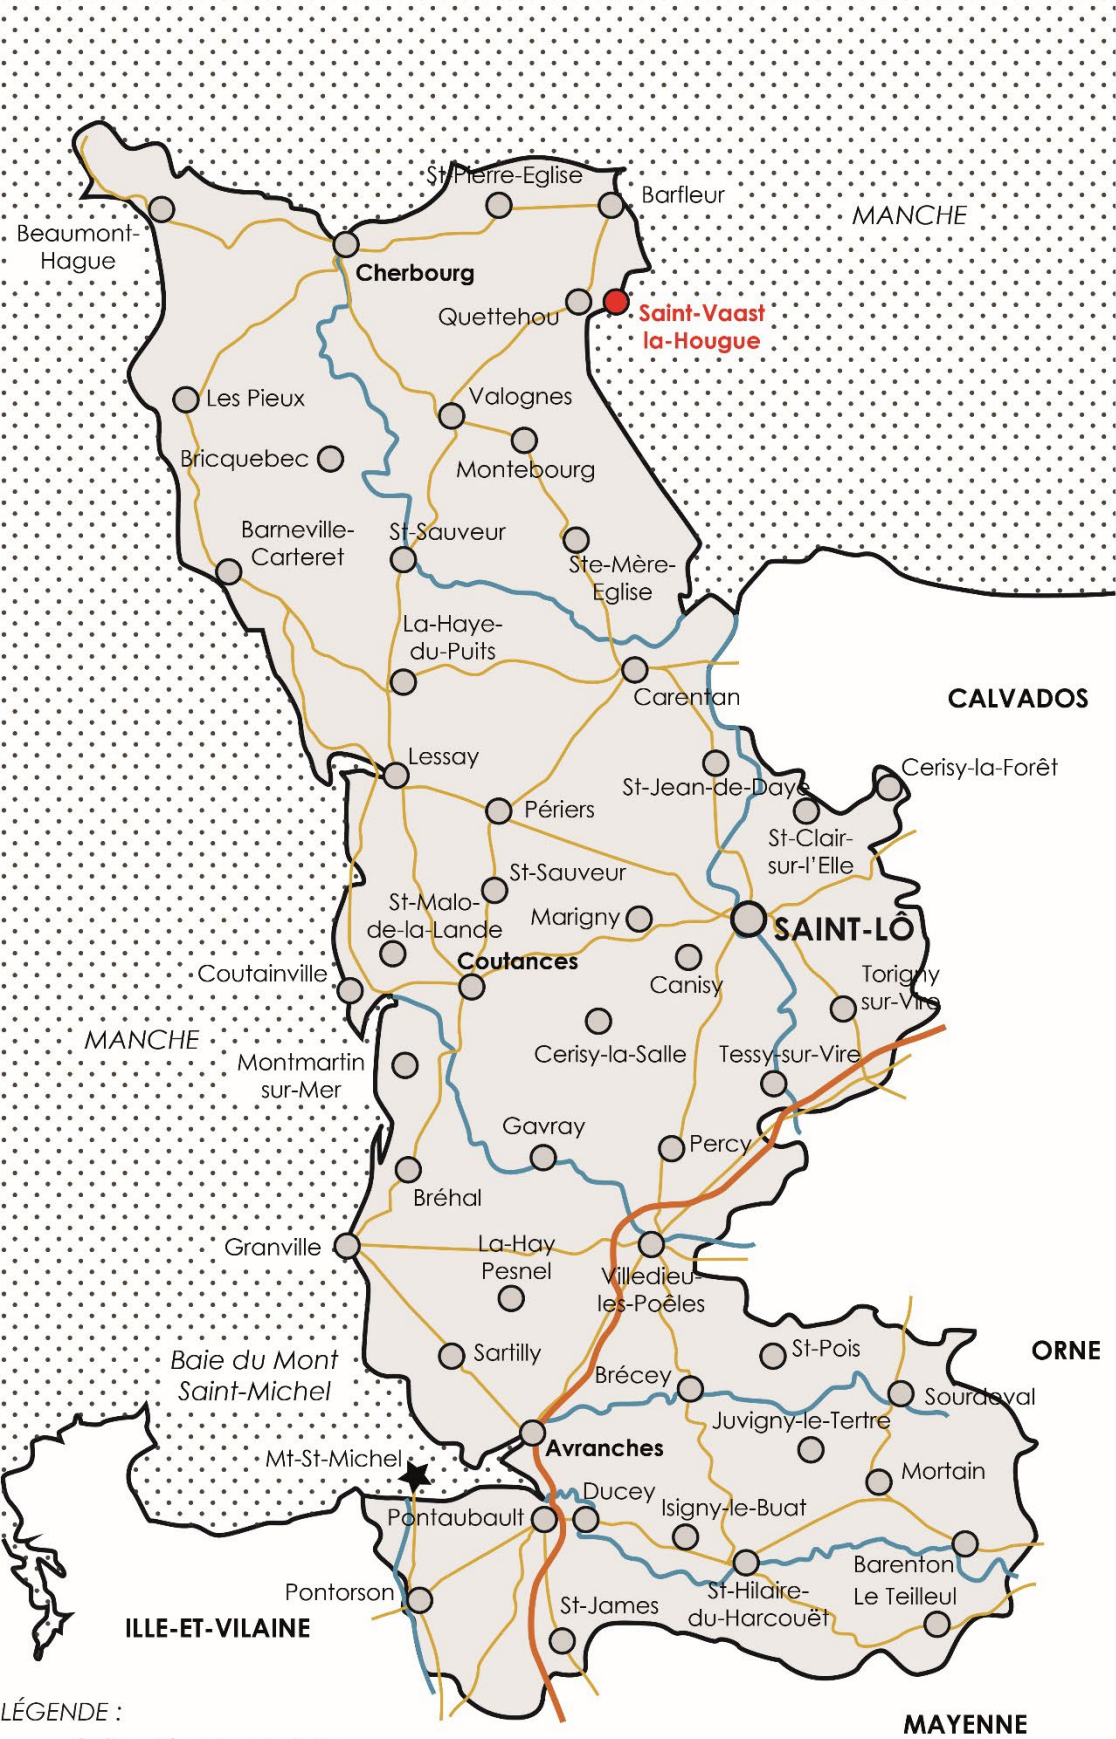 St-Pierre-Eglise
Barfleur
MANCHE
Beaumont-
Hague
Cherbourg
Quettehou
Saint-Vaast
la-Hougue
Les Pieux
Valognes
Bricquebec
Montebourg
Barneville-
Carteret
St-Sauveur
Ste-Mère-
Eglise
La-Haye-
du-Puits
Carentan
CALVADOS
Lessay
Cerisy-la-Forêt
St-Jean-de-Daye
Périers
St-Clair-
sur-l'Elle
St-Sauveur
St-Malo-
de-la-Lande
Marigny
SAINT-LÔ
Coutances
Coutainville
Canisy
Torigny
sur-Vire
MANCHE
Montmartin
sur-Mer
Cerisy-la-Salle
Tessy-sur-Vire
Gavray
Percy
Bréhal
Granville
La-Hay
Pesnel
Villedieu-
les-Poêles
Baie du Mont
Saint-Michel
Sartilly
St-Pois
ORNE
Brécey
Sourdeval
Juvigny-le-Tertre
Avranches
Mt-St-Michel
Mortain
Ducey
Isigny-le-Buat
Pontaubault
Barenton
Pontorson
St-Hilaire-
du-Harcouët
Le Teilleul
St-James
ILLE-ET-VILAINE
LÉGENDE :
MAYENNE